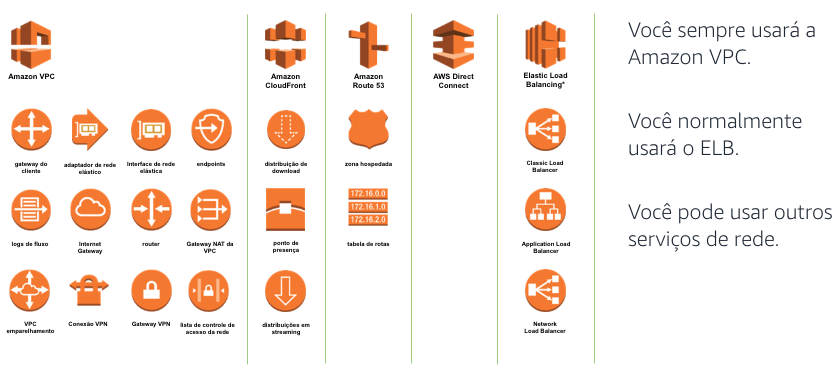 Amazon VPC
gateway do
cliente
adaptador de rede
elástico
Interface de rede
elástica
endpoints
logs de fluxo
Internet
Gateway
router
Gateway NAT da
VPC
VPC
emparelhamento
Conexão VPN
Gateway VPN
lista de controle de
acesso da rede
Amazon
CloudFront
distribuição de
download
ponto de
presença
distribuições em
streaming
Amazon
Route 53
zona hospedada
172.16.0.0
172.16.1.0
172.16.2.0
tabela de rotas
AWS Direct
Connect
Elastic Load
Balancing*
Classic Load
Balancer
Application Load
Balancer
Network
Load Balancer
Você sempre usará a
Amazon VPC.
Você normalmente
usará o ELB.
Você pode usar outros
serviços de rede.